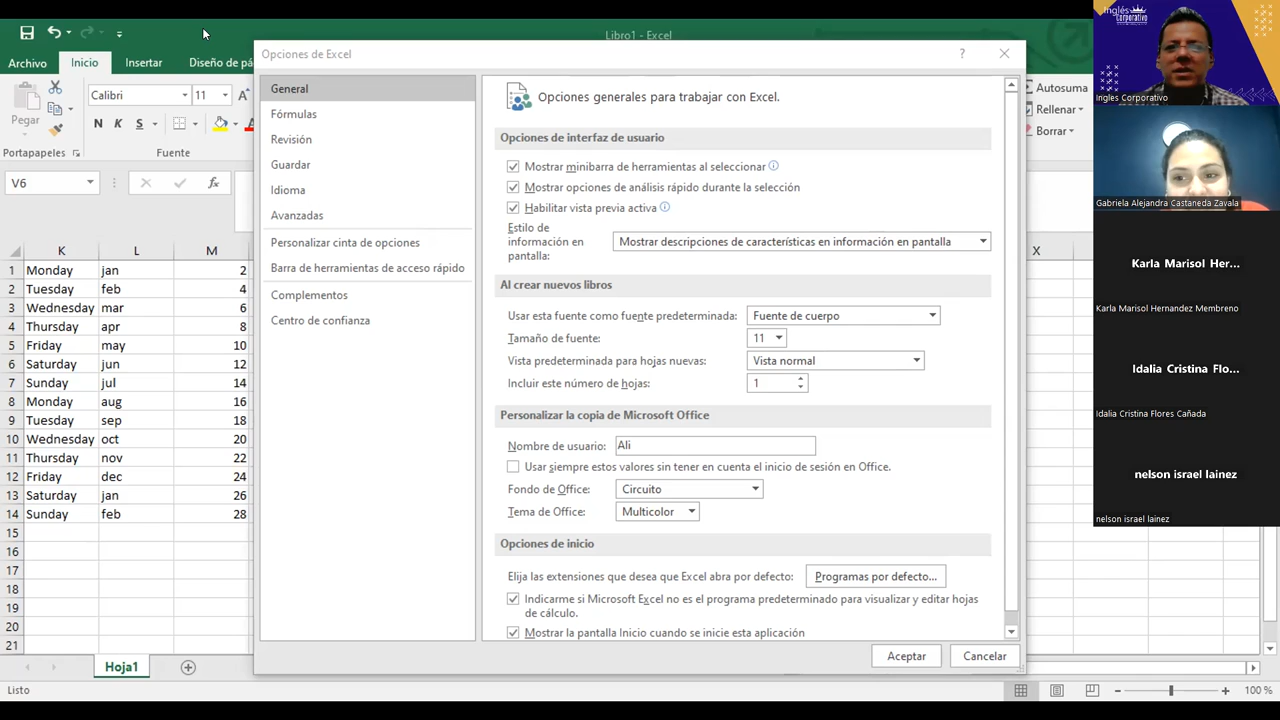 Libro1 - Excel
Archivo Inicio Insertar Diseño de pá
Pegar
Calibri 11
N K S
Portapapeles Fuente
Autosuma
Rellenar
Borrar
V6
fx
K L M X
1 Monday jan 2
2 Tuesday feb 4
3 Wednesday mar 6
4 Thursday apr 8
5 Friday may 10
6 Saturday jun 12
7 Sunday jul 14
8 Monday aug 16
9 Tuesday sep 18
10 Wednesday oct 20
11 Thursday nov 22
12 Friday dec 24
13 Saturday jan 26
14 Sunday feb 28
15
16
17
18
19
20
21
Hoja1
Listo
100 %
Opciones de Excel
General
Fórmulas
Revisión
Guardar
Idioma
Avanzadas
Personalizar cinta de opciones
Barra de herramientas de acceso rápido
Complementos
Centro de confianza
Opciones generales para trabajar con Excel.
Opciones de interfaz de usuario
Mostrar minibarra de herramientas al seleccionar
Mostrar opciones de análisis rápido durante la selección
Habilitar vista previa activa
Estilo de
información en
pantalla:
Mostrar descripciones de características en información en pantalla
Al crear nuevos libros
Usar esta fuente como fuente predeterminada: Fuente de cuerpo
Tamaño de fuente: 11
Vista predeterminada para hojas nuevas: Vista normal
Incluir este número de hojas: 1
Personalizar la copia de Microsoft Office
Nombre de usuario: Ali
Usar siempre estos valores sin tener en cuenta el inicio de sesión en Office.
Fondo de Office: Circuito
Tema de Office: Multicolor
Opciones de inicio
Elija las extensiones que desea que Excel abra por defecto: Programas por defecto...
Indicarme si Microsoft Excel no es el programa predeterminado para visualizar y editar hojas
de cálculo.
Mostrar la pantalla Inicio cuando se inicie esta aplicación
Aceptar Cancelar
Inglés
Corporativo
Ingles Corporativo
Gabriela Alejandra Castaneda Zavala
Karla Marisol Her...
Karla Marisol Hernandez Membreno
Idalia Cristina Flo...
Idalia Cristina Flores Cañada
nelson israel lainez
nelson israel lainez